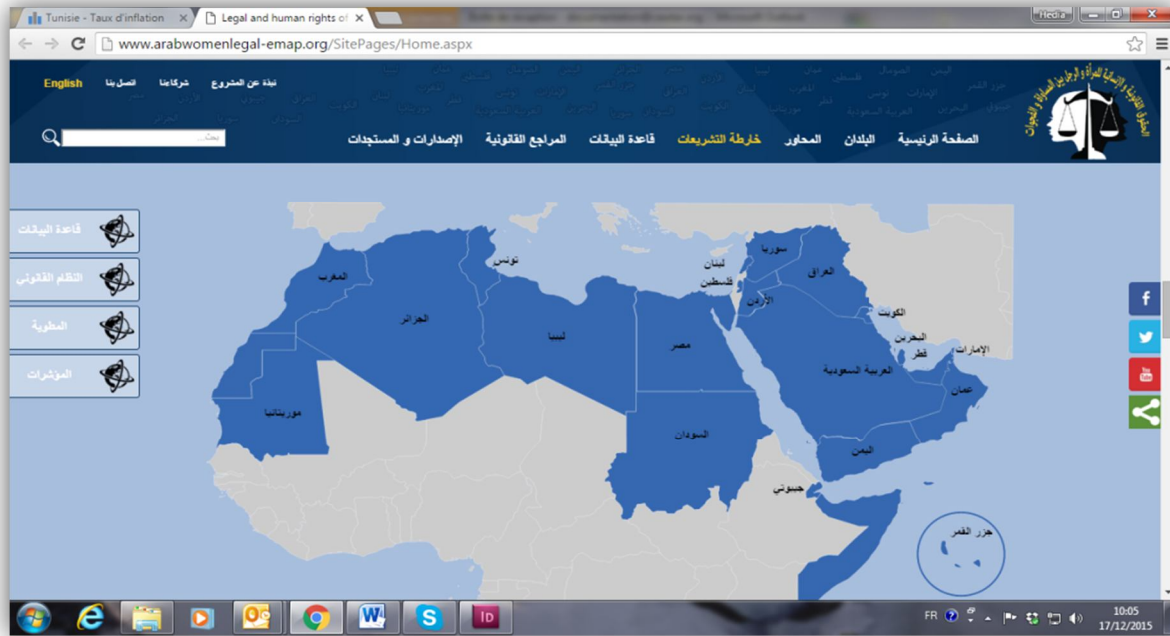 Tunisie - Taux d'inflation
Legal and human rights of
Hedia
www.arabwomenlegal-emap.org/SitePages/Home.aspx
نبذة عن المشروع شركاءنا اتصل بنا English
بحث...
الصفحة الرئيسية البلدان المحاور خارطة التشريعات قاعدة البيانات المراجع القانونية الإصدارات و المستجدات
قاعدة البيانات
النظام القانوني
المطوية
المؤشرات
المغرب
الجزائر
تونس
ليبيا
مصر
موريتانيا
السودان
لبنان
فلسطين
سوريا
الأردن
العراق
الكويت
البحرين
قطر
الإمارات
العربية السعودية
عمان
اليمن
جيبوتي
جزر القمر
You
FR
10:05
17/12/2015